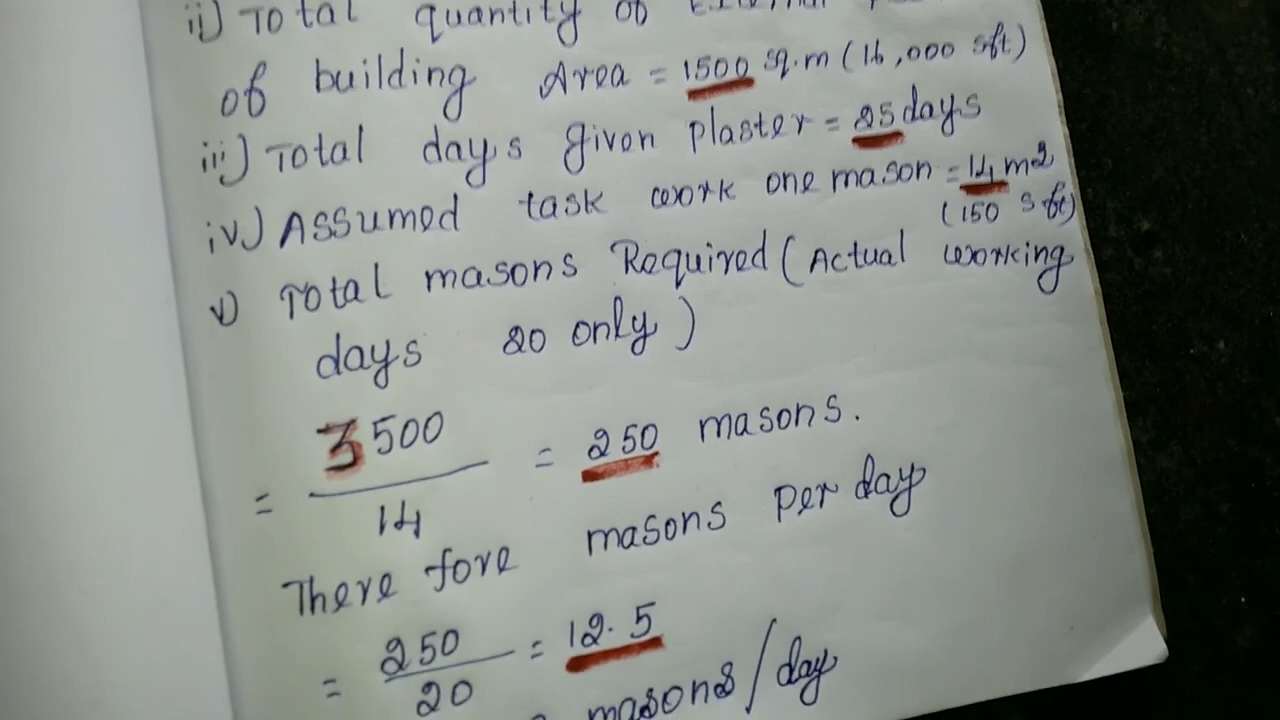 ii) Total quantity of
of building Area = 1500 sq.m (16,000 sft)
iii) Total days given plaster = 25 days
iv) Assumed task work one mason = 14 m2
(150 sft)
v) Total masons Required (Actual working
days 20 only)
= 3500/14 = 250 masons.
There fore masons per day
= 250/20 = 12.5
masons/day